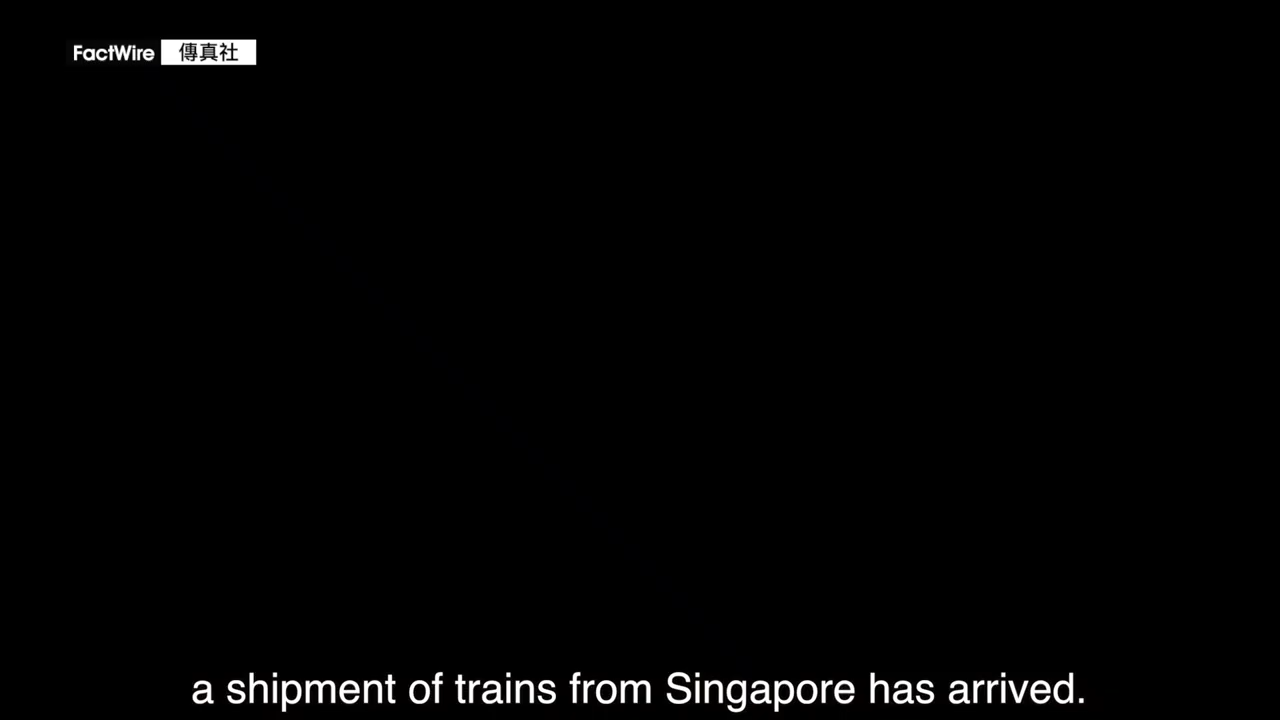 FactWire 傳真社
a shipment of trains from Singapore has arrived.